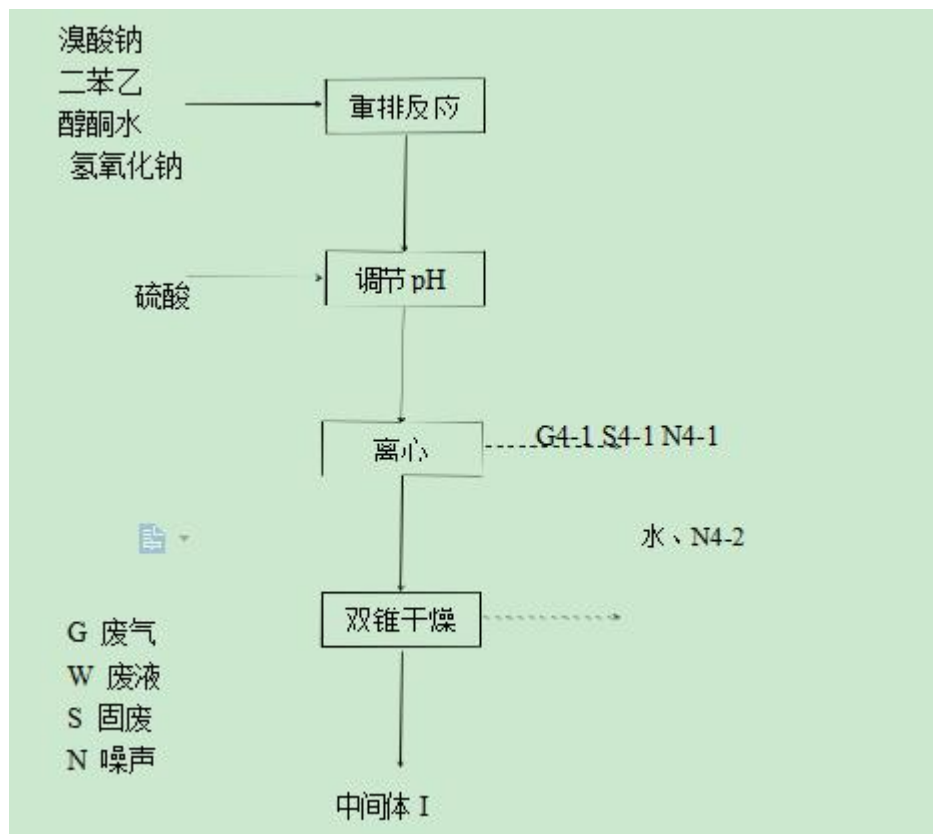 溴酸钠
二苯乙
醇酮水
氢氧化钠
重排反应
硫酸
调节 pH
离心
G4-1 S4-1 N4-1
水、N4-2
双锥干燥
G 废气
W 废液
S 固废
N 噪声
中间体 I